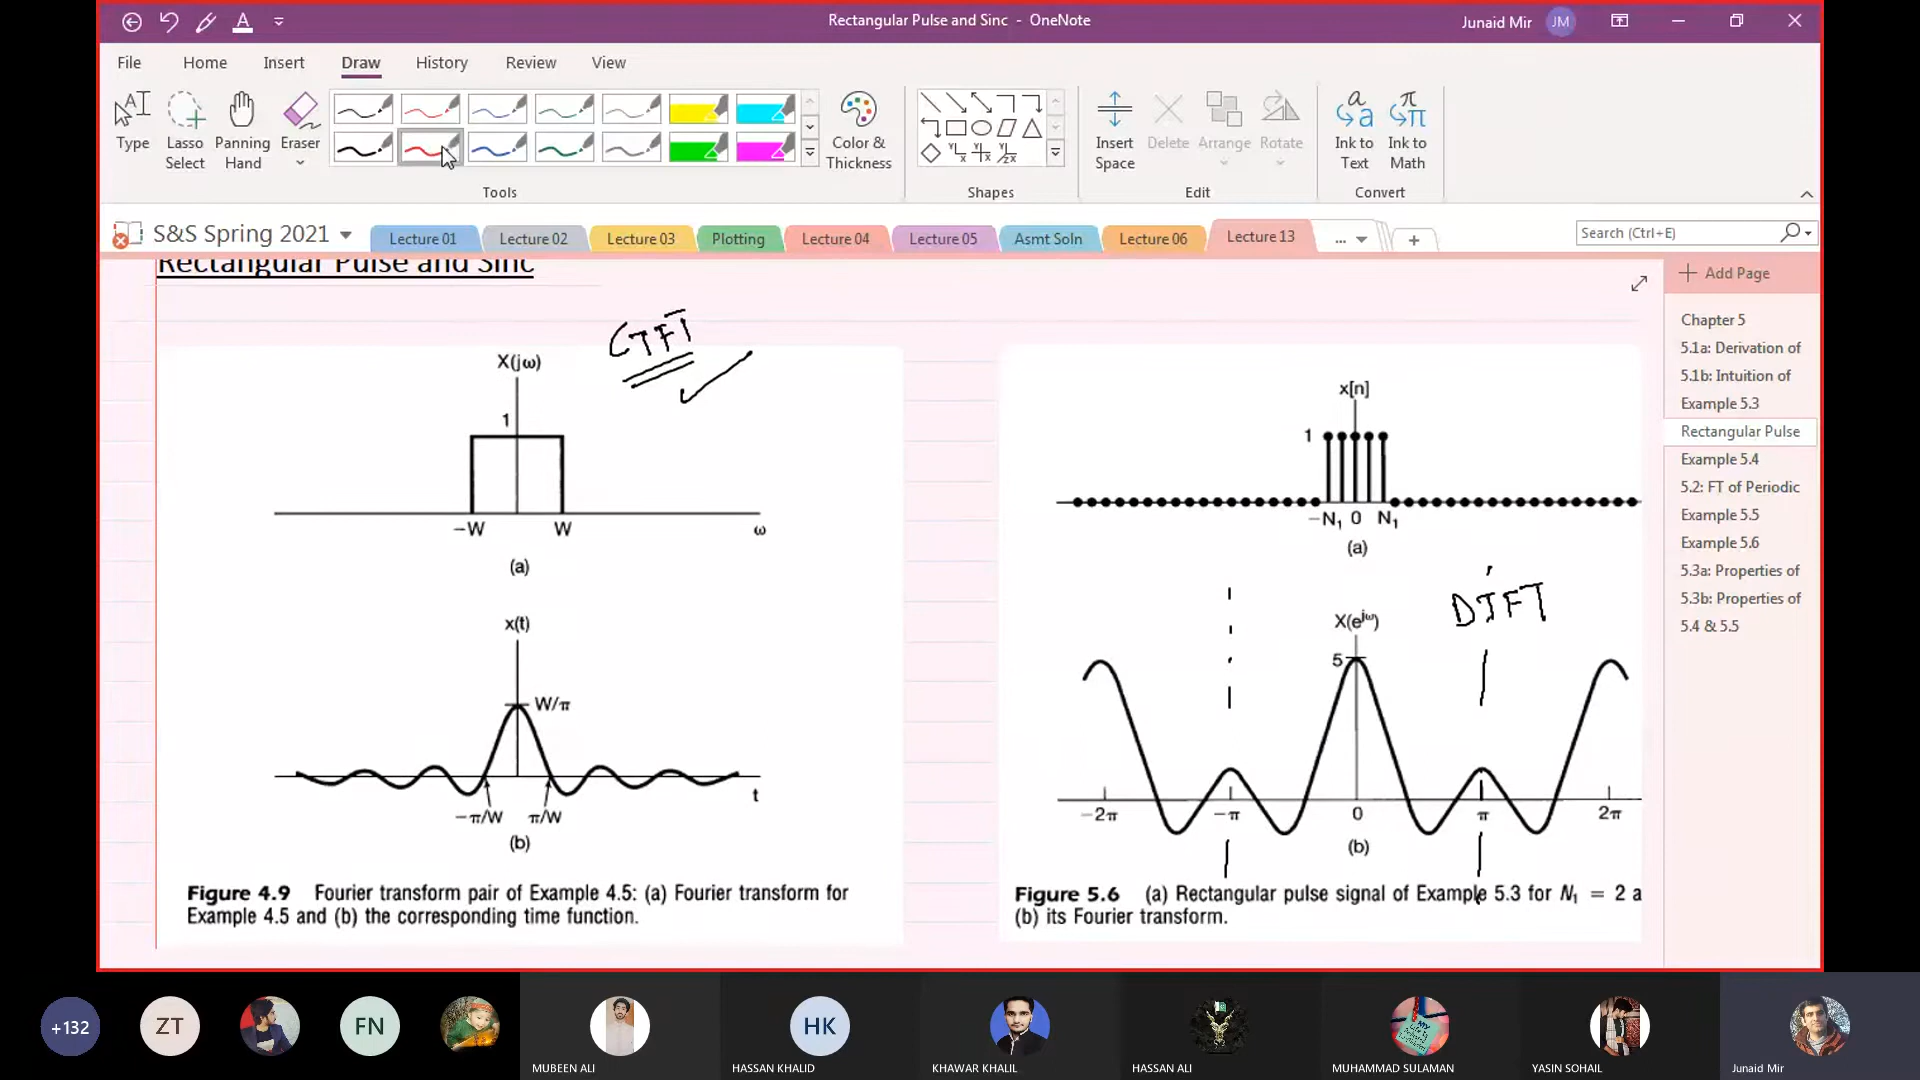 Rectangular Pulse and Sinc - OneNote
Junaid Mir
JM
File Home Insert Draw History Review View
Type
Lasso Select
Panning Hand
Eraser
Color & Thickness
Insert Space
Delete
Arrange
Rotate
Ink to Text
Ink to Math
Tools
Shapes
Edit
Convert
S&S Spring 2021
Lecture 01
Lecture 02
Lecture 03
Plotting
Lecture 04
Lecture 05
Asmt Soln
Lecture 06
Lecture 13
...
Search (Ctrl+E)
Rectangular Pulse and Sinc
CTFT
X(jω)
1
−W W ω
(a)
x(t)
W/π
t
−π/W π/W
(b)
Figure 4.9 Fourier transform pair of Example 4.5: (a) Fourier transform for
Example 4.5 and (b) the corresponding time function.
x[n]
1
−N₁ 0 N₁
(a)
DTFT
X(e^jω)
5
−2π −π 0 π 2π
(b)
Figure 5.6 (a) Rectangular pulse signal of Example 5.3 for N₁ = 2 a
(b) its Fourier transform.
Add Page
Chapter 5
5.1a: Derivation of
5.1b: Intuition of
Example 5.3
Rectangular Pulse
Example 5.4
5.2: FT of Periodic
Example 5.5
Example 5.6
5.3a: Properties of
5.3b: Properties of
5.4 & 5.5
+132
ZT
FN
HK
MUBEEN ALI
HASSAN KHALID
KHAWAR KHALIL
HASSAN ALI
MUHAMMAD SULAMAN
YASIN SOHAIL
Junaid Mir